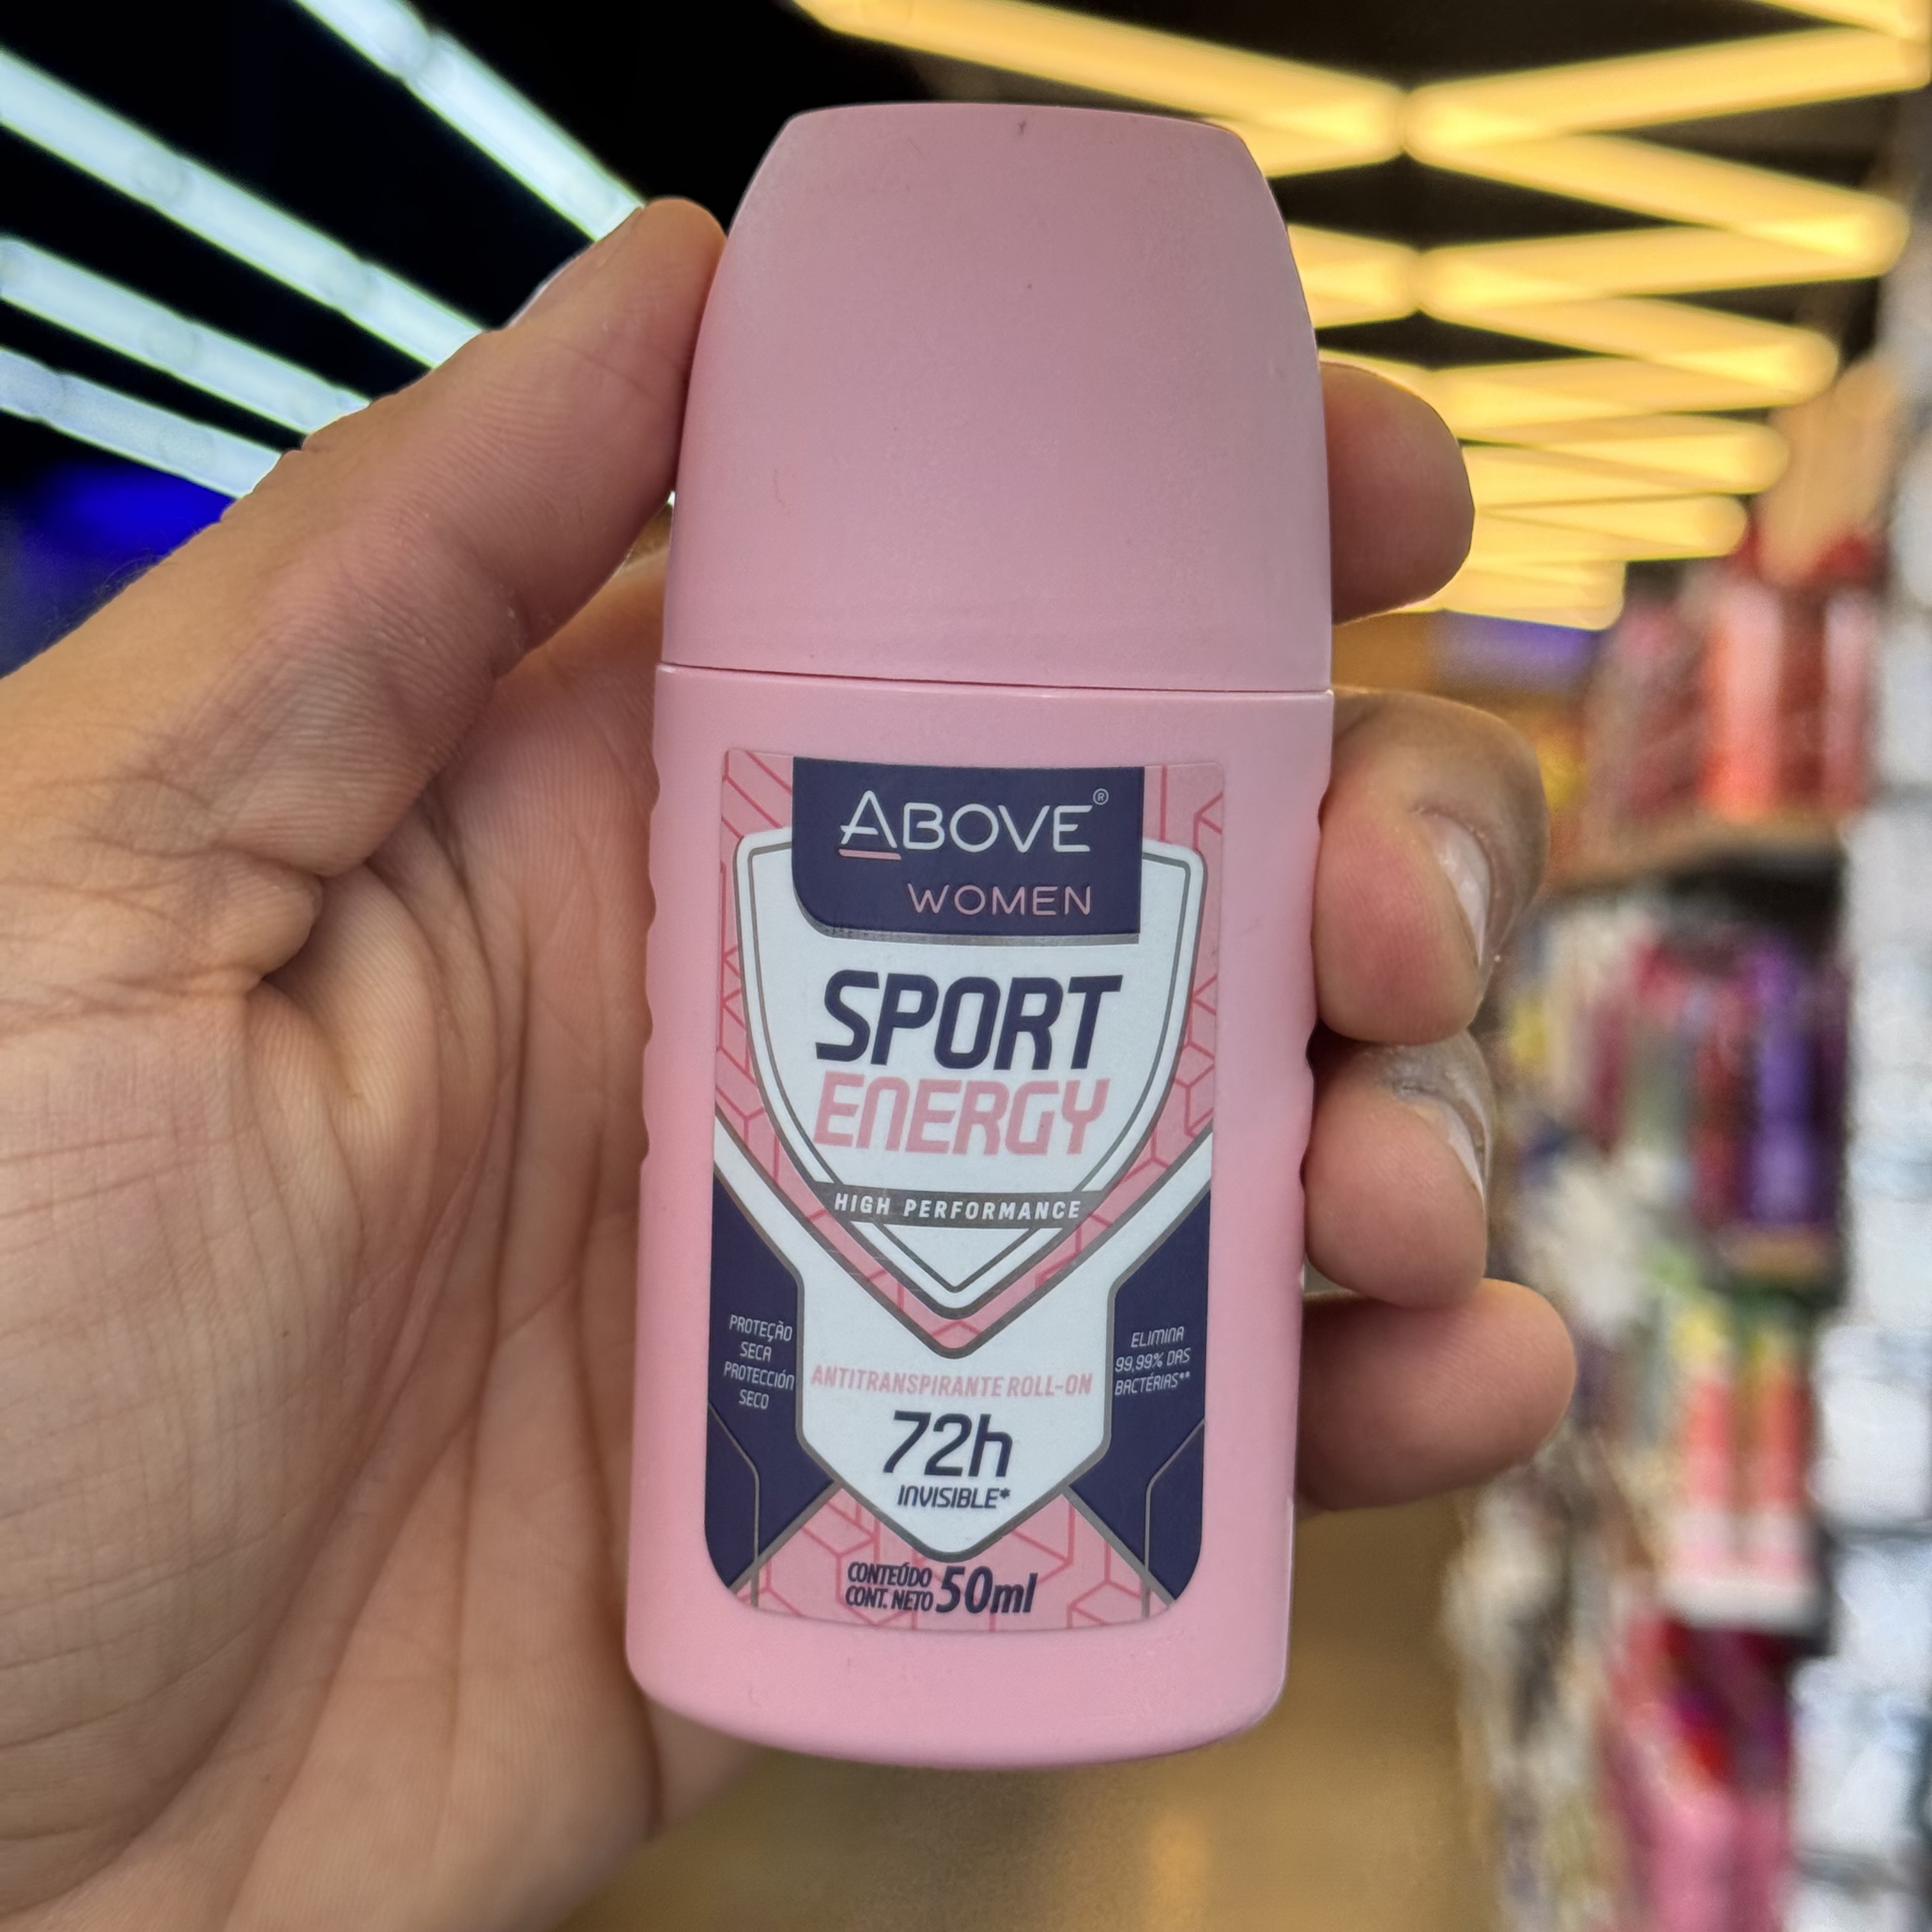 ABOVE®
WOMEN
SPORT
ENERGY
HIGH PERFORMANCE
PROTEÇÃO
SECA
PROTECCIÓN
SECO
ELIMINA
99,99% DAS
BACTÉRIAS**
ANTITRANSPIRANTE ROLL-ON
72h
INVISIBLE*
CONTEÚDO
CONT. NETO 50ml